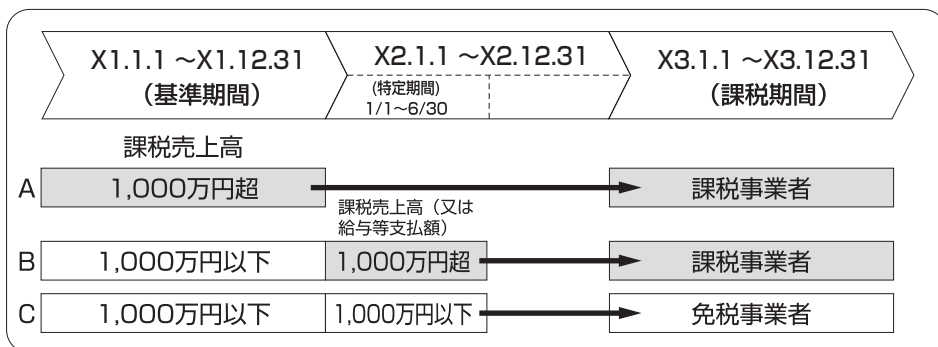 X1.1.1 ～X1.12.31
（基準期間）
X2.1.1 ～X2.12.31
（特定期間）
1/1～6/30
X3.1.1 ～X3.12.31
（課税期間）
課税売上高
A 1,000万円超 課税事業者
課税売上高（又は
給与等支払額）
B 1,000万円以下 1,000万円超 課税事業者
C 1,000万円以下 1,000万円以下 免税事業者